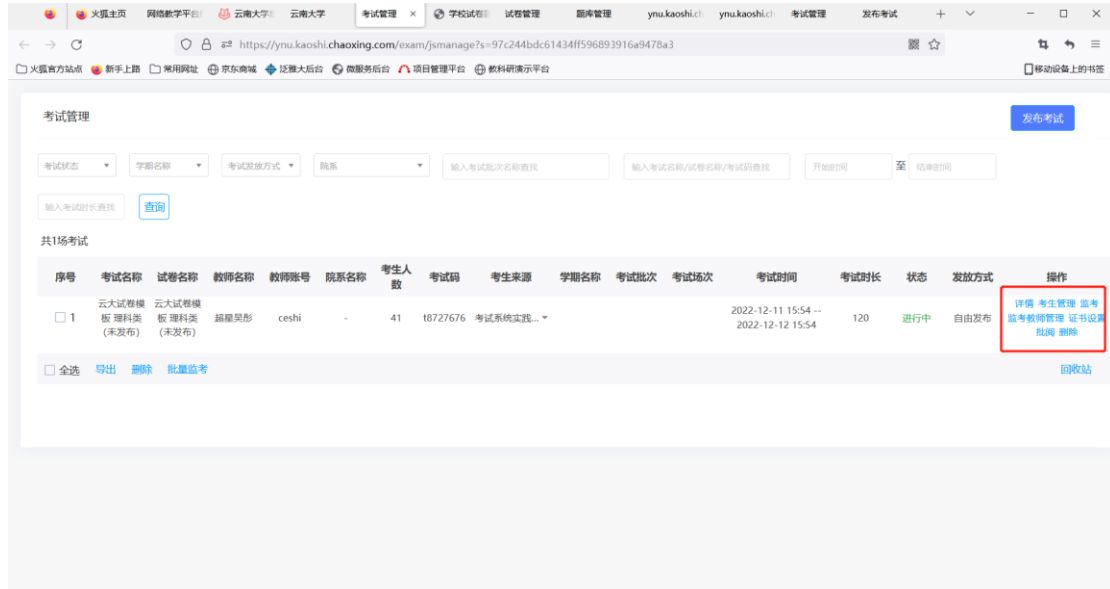 火狐主页 网络教学平台 云南大学 云南大学 考试管理 × 学校试卷 试卷管理 题库管理 ynu.kaoshi.ch ynu.kaoshi.ch 考试管理 发布考试
https://ynu.kaoshi.chaoxing.com/exam/jsmanage?s=97c244bdc61434ff596893916a9478a3
火狐官方站点 新手上路 常用网址 京东商城 泛雅大后台 微服务后台 项目管理平台 教科研演示平台 移动设备上的书签
考试管理 发布考试
考试状态 学期名称 考试发放方式 院系 输入考试批次名称查找 输入考试名称/试卷名称/考试码查找 开始时间 至 结束时间
输入考试时长查找 查询
共1场考试
序号 考试名称 试卷名称 教师名称 教师账号 院系名称 考生人数 考试码 考生来源 学期名称 考试批次 考试场次 考试时间 考试时长 状态 发放方式 操作
1 云大试卷模板 理科类(未发布) 云大试卷模板 理科类(未发布) 超星吴彤 ceshi - 41 t8727676 考试系统实践... 2022-12-11 15:54 -- 2022-12-12 15:54 120 进行中 自由发布 详情 考生管理 监考 监考教师管理 证书设置 批阅 删除
全选 导出 删除 批量监考 回收站